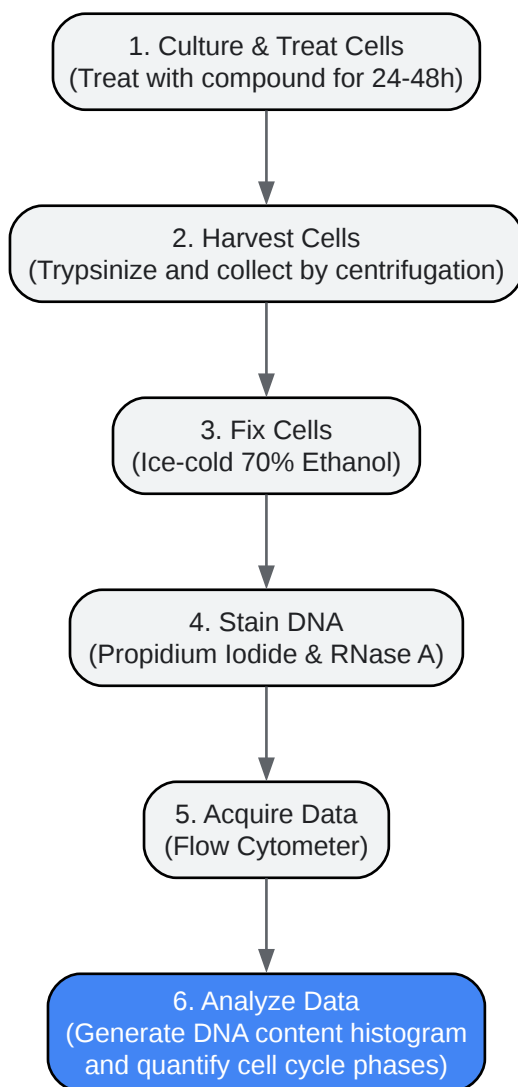 1. Culture & Treat Cells
(Treat with compound for 24-48h)
2. Harvest Cells
(Trypsinize and collect by centrifugation)
3. Fix Cells
(Ice-cold 70% Ethanol)
4. Stain DNA
(Propidium Iodide & RNase A)
5. Acquire Data
(Flow Cytometer)
6. Analyze Data
(Generate DNA content histogram
and quantify cell cycle phases)